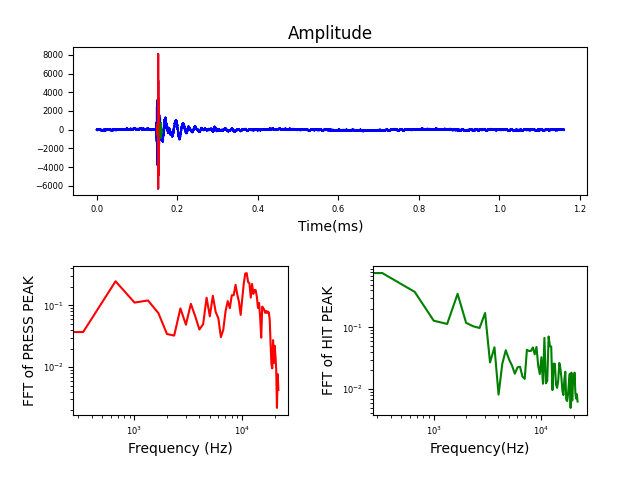 Amplitude
8000
6000
4000
2000
0
−2000
−4000
−6000
0.0 0.2 0.4 0.6 0.8 1.0 1.2
Time(ms)
FFT of PRESS PEAK
10⁻¹
10⁻²
10³ 10⁴
Frequency (Hz)
FFT of HIT PEAK
10⁻¹
10⁻²
10³ 10⁴
Frequency(Hz)